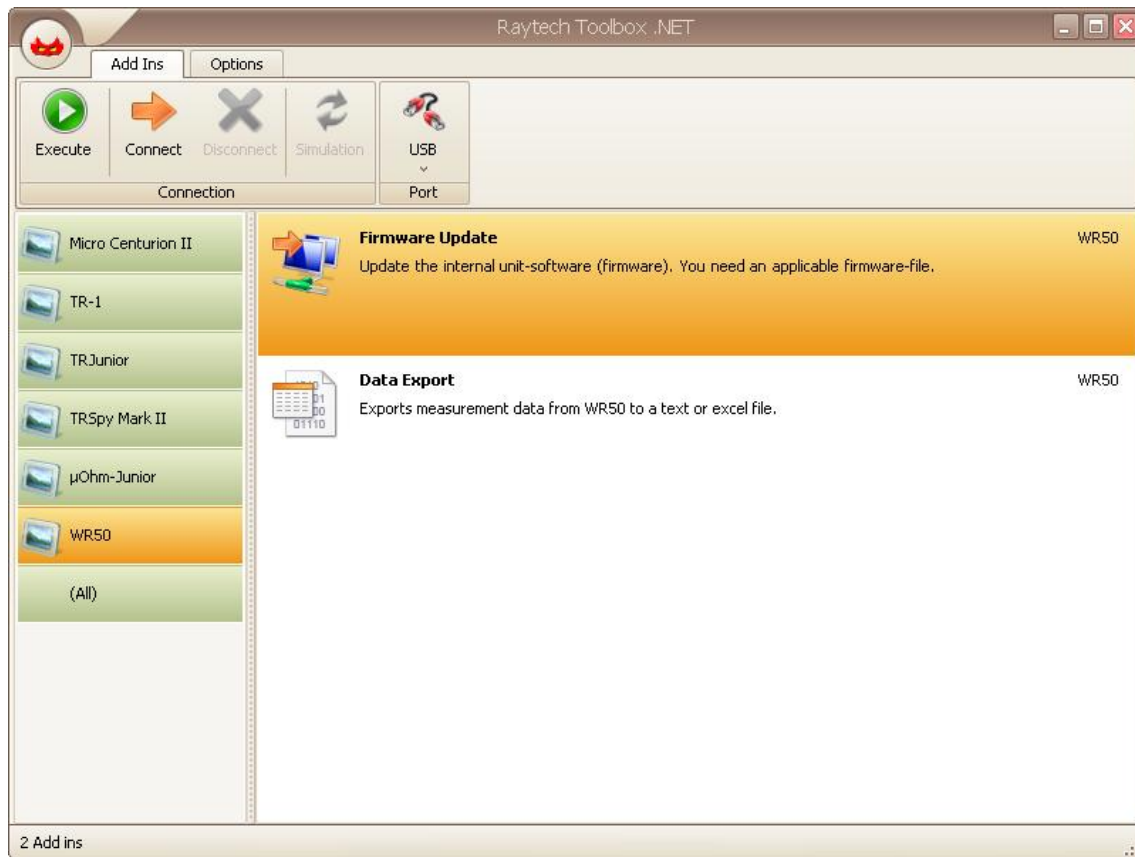 Raytech Toolbox .NET
Add Ins
Options
Execute
Connect
Disconnect
Simulation
USB
Connection
Port
Micro Centurion II
TR-1
TRJunior
TRSpy Mark II
µOhm-Junior
WR50
(All)
Firmware Update
WR50
Update the internal unit-software (firmware). You need an applicable firmware-file.
Data Export
WR50
Exports measurement data from WR50 to a text or excel file.
2 Add ins